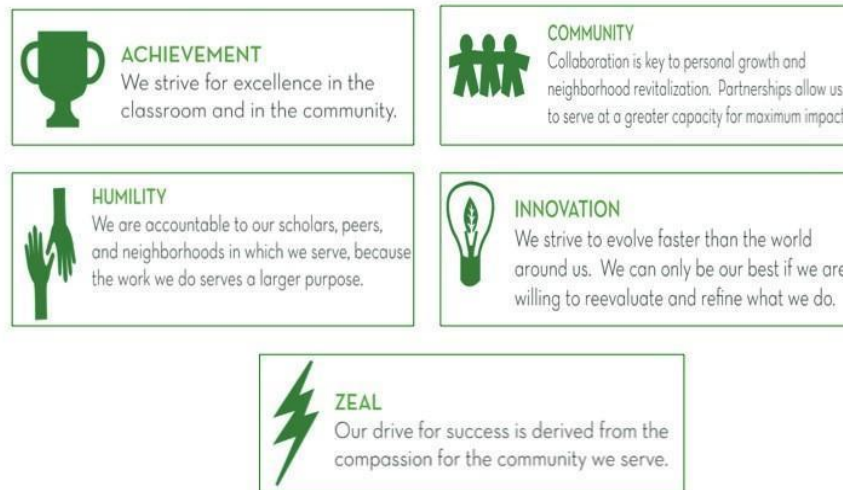 ACHIEVEMENT
We strive for excellence in the
classroom and in the community.
COMMUNITY
Collaboration is key to personal growth and
neighborhood revitalization. Partnerships allow us
to serve at a greater capacity for maximum impact
HUMILITY
We are accountable to our scholars, peers,
and neighborhoods in which we serve, because
the work we do serves a larger purpose.
INNOVATION
We strive to evolve faster than the world
around us. We can only be our best if we are
willing to reevaluate and refine what we do.
ZEAL
Our drive for success is derived from the
compassion for the community we serve.